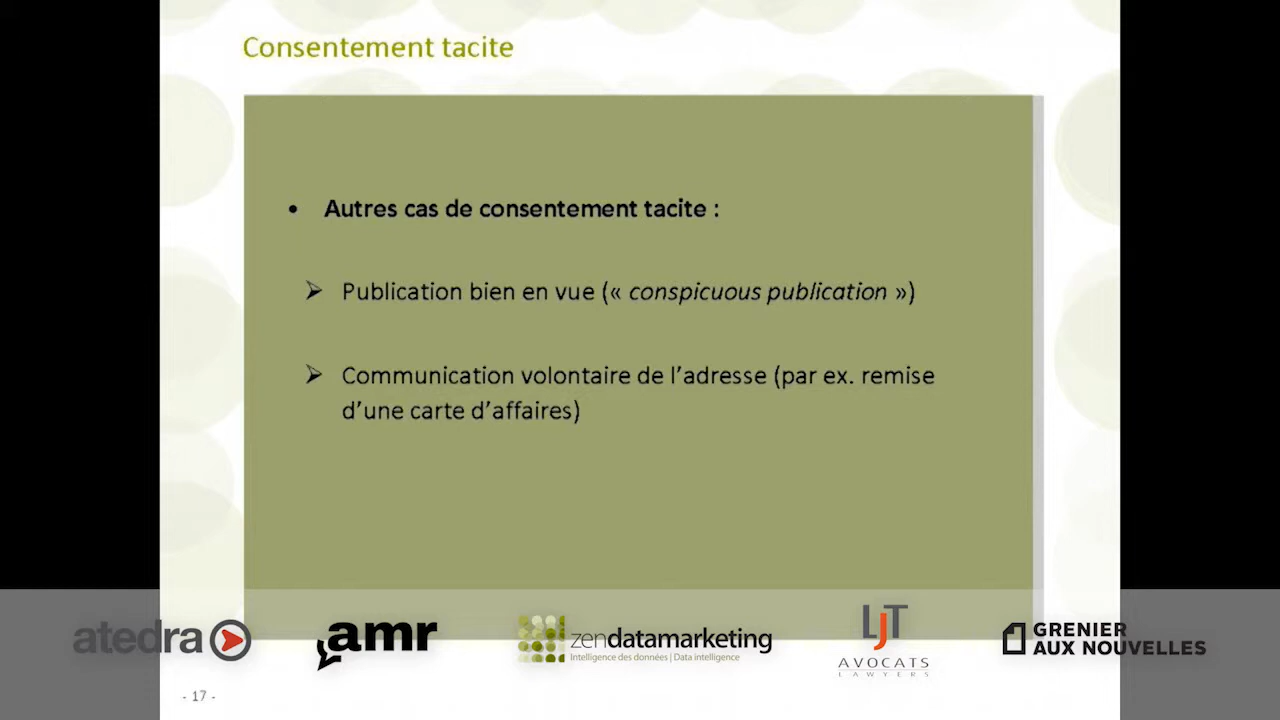 Consentement tacite
• Autres cas de consentement tacite :
➢ Publication bien en vue (« conspicuous publication »)
➢ Communication volontaire de l’adresse (par ex. remise
d’une carte d’affaires)
atedra
amr
zendatamarketing
Intelligence des données | Data intelligence
LJT
AVOCATS
LAWYERS
GRENIER
AUX NOUVELLES
- 17 -